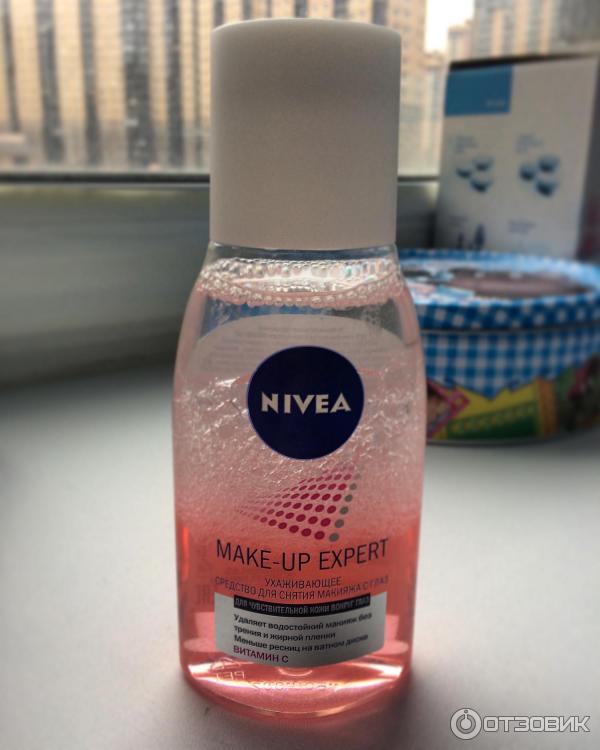 NIVEA
MAKE-UP EXPERT
УХАЖИВАЮЩЕЕ
СРЕДСТВО ДЛЯ СНЯТИЯ МАКИЯЖА С ГЛАЗ
ДЛЯ ЧУВСТВИТЕЛЬНОЙ КОЖИ ВОКРУГ ГЛАЗ
Удаляет водостойкий макияж без
трения и жирной пленки
Меньше ресниц на ватном диске
ВИТАМИН С
ОТЗОВИК